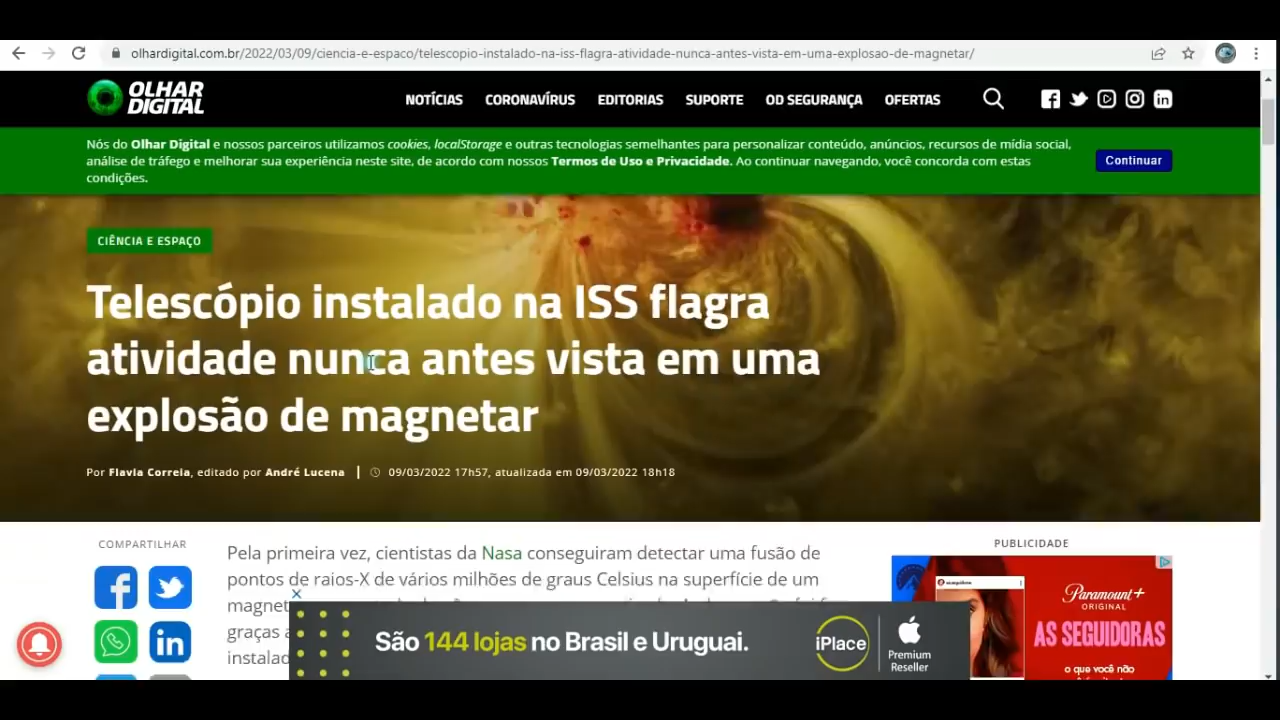 olhardigital.com.br/2022/03/09/ciencia-e-espaco/telescopio-instalado-na-iss-flagra-atividade-nunca-antes-vista-em-uma-explosao-de-magnetar/
OLHAR
DIGITAL
NOTÍCIAS CORONAVÍRUS EDITORIAS SUPORTE OD SEGURANÇA OFERTAS
Nós do Olhar Digital e nossos parceiros utilizamos cookies, localStorage e outras tecnologias semelhantes para personalizar conteúdo, anúncios, recursos de mídia social,
análise de tráfego e melhorar sua experiência neste site, de acordo com nossos Termos de Uso e Privacidade. Ao continuar navegando, você concorda com estas
condições.
Continuar
CIÊNCIA E ESPAÇO
Telescópio instalado na ISS flagra
atividade nunca antes vista em uma
explosão de magnetar
Por Flavia Correia, editado por André Lucena | 09/03/2022 17h57, atualizada em 09/03/2022 18h18
COMPARTILHAR
Pela primeira vez, cientistas da Nasa conseguiram detectar uma fusão de
pontos de raios-X de vários milhões de graus Celsius na superfície de um
graças
PUBLICIDADE
Paramount+
ORIGINAL
AS SEGUIDORAS
o que você não
São 144 lojas no Brasil e Uruguai.
iPlace
Premium
Reseller